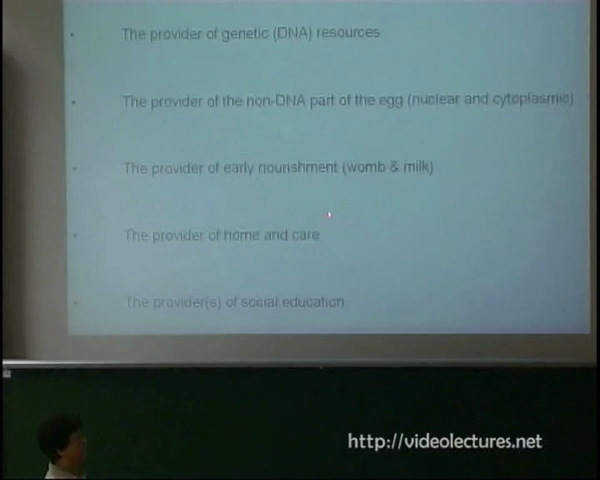 The provider of genetic (DNA) resources
The provider of the non-DNA part of the egg (nuclear and cytoplasmic)
The provider of early nourishment (womb & milk)
The provider of home and care
The provider(s) of social education
http://videolectures.net